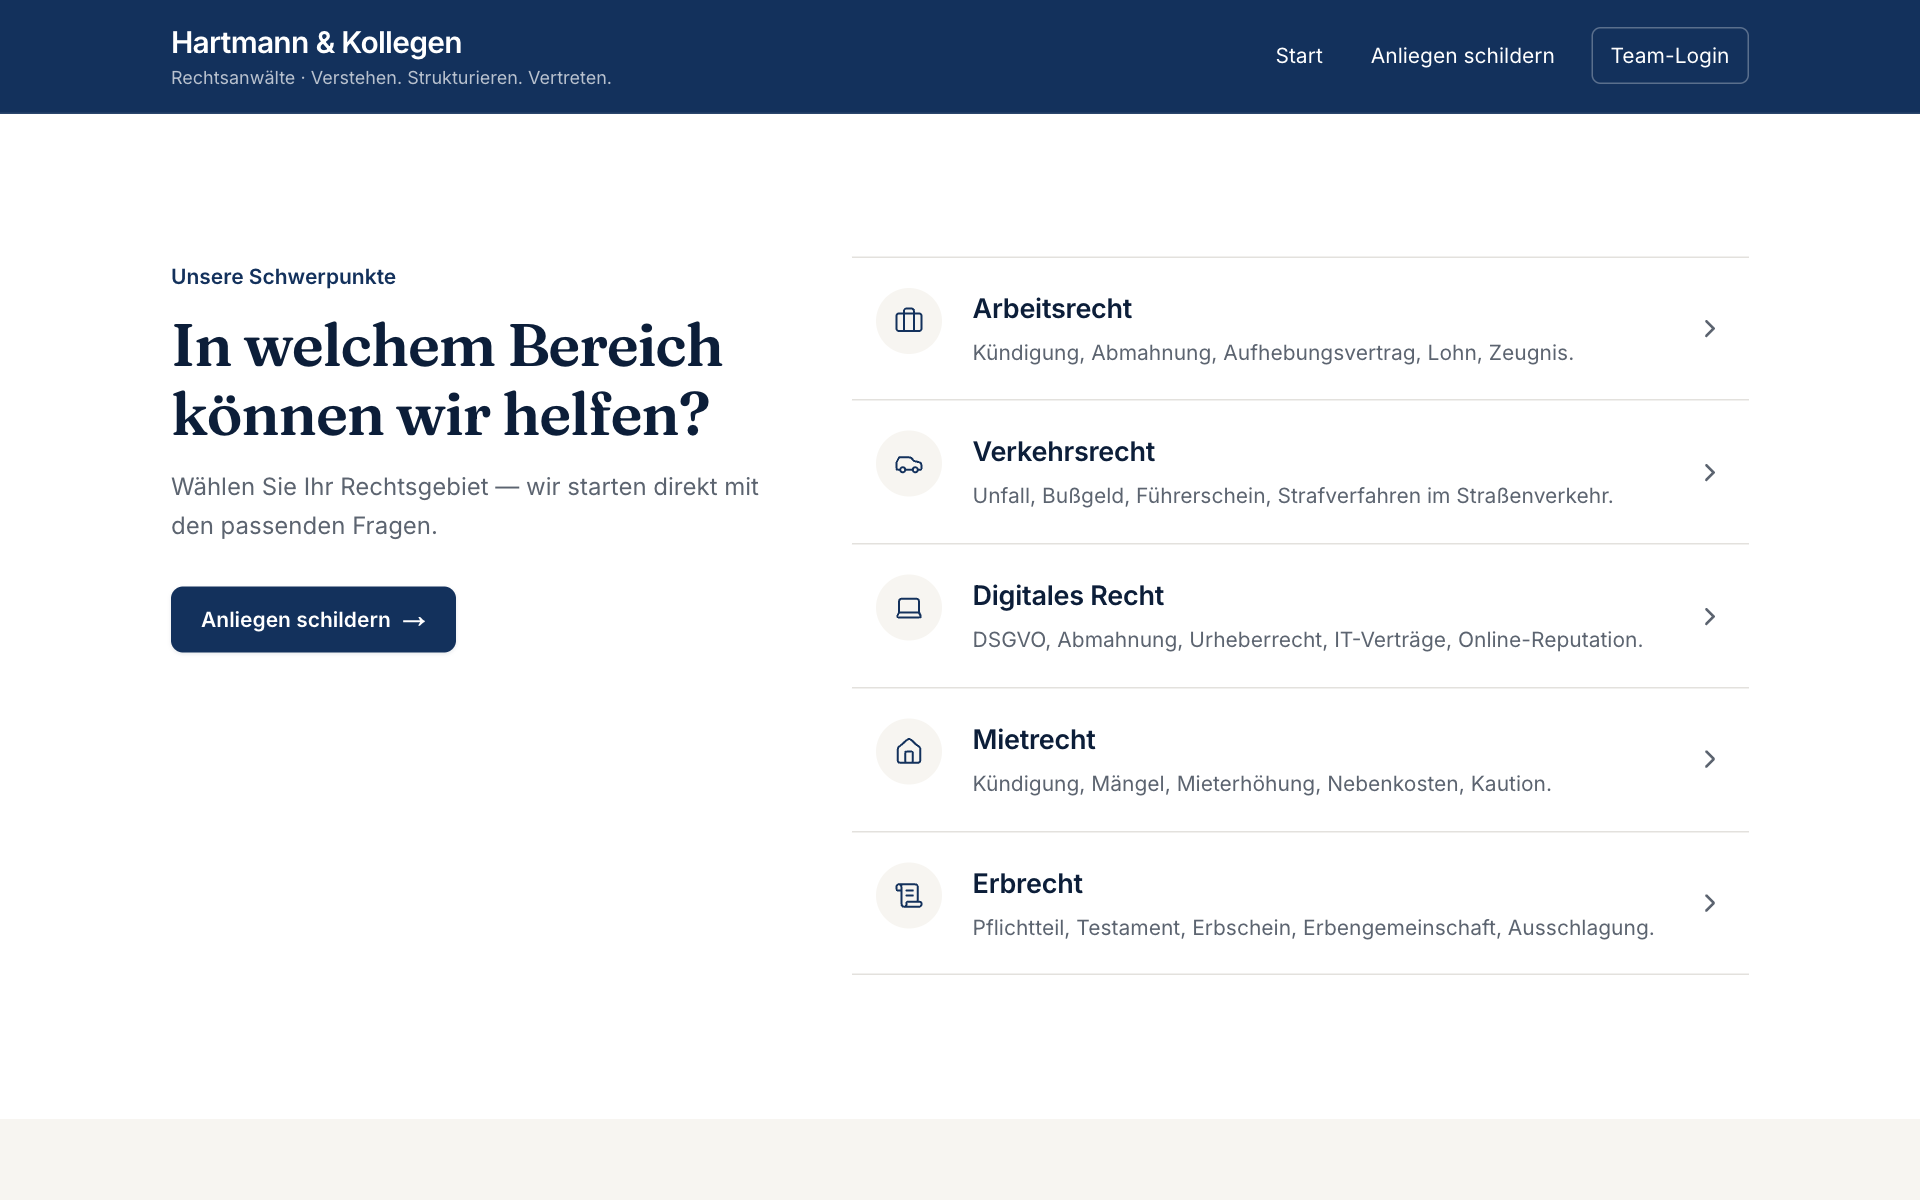 Hartmann & Kollegen
Rechtsanwälte · Verstehen. Strukturieren. Vertreten.
Start
Anliegen schildern
Team-Login
Unsere Schwerpunkte
In welchem Bereich
können wir helfen?
Wählen Sie Ihr Rechtsgebiet — wir starten direkt mit
den passenden Fragen.
Anliegen schildern →
Arbeitsrecht
Kündigung, Abmahnung, Aufhebungsvertrag, Lohn, Zeugnis.
Verkehrsrecht
Unfall, Bußgeld, Führerschein, Strafverfahren im Straßenverkehr.
Digitales Recht
DSGVO, Abmahnung, Urheberrecht, IT-Verträge, Online-Reputation.
Mietrecht
Kündigung, Mängel, Mieterhöhung, Nebenkosten, Kaution.
Erbrecht
Pflichtteil, Testament, Erbschein, Erbengemeinschaft, Ausschlagung.